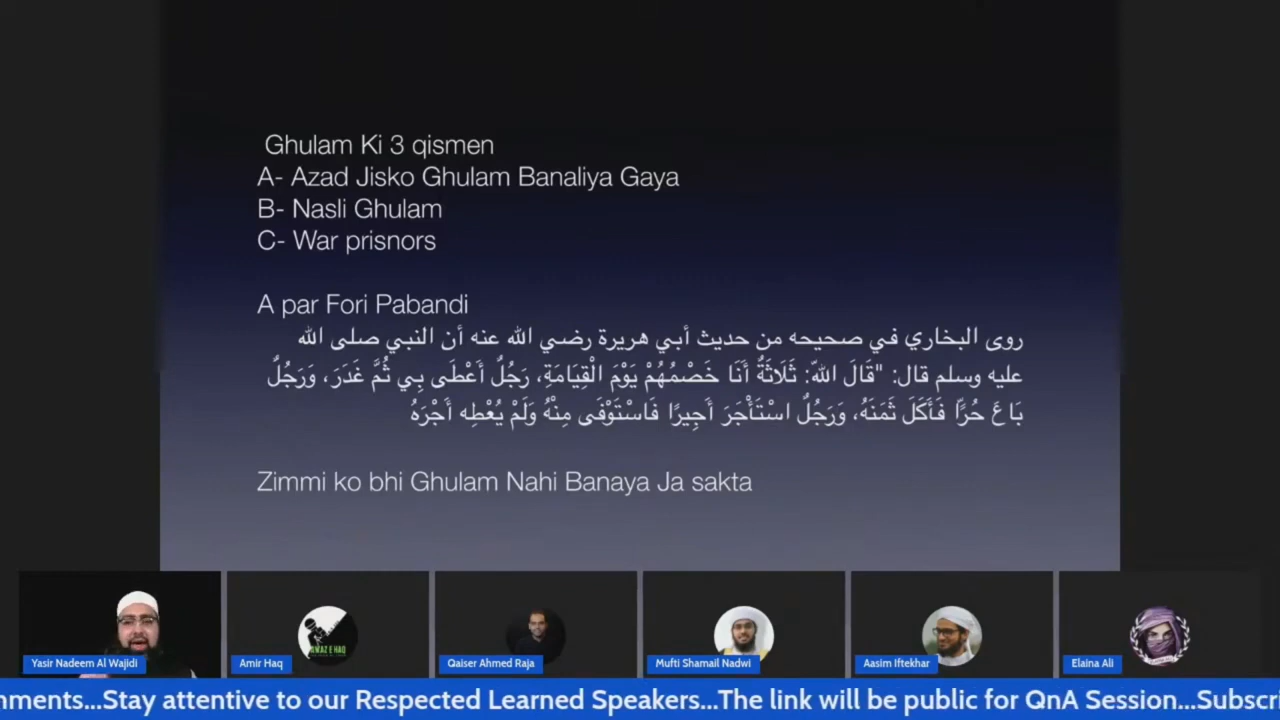 Ghulam Ki 3 qismen
A- Azad Jisko Ghulam Banaliya Gaya
B- Nasli Ghulam
C- War prisnors
A par Fori Pabandi
روى البخاري في صحيحه من حديث أبي هريرة رضي الله عنه أن النبي صلى الله
عليه وسلم قال: "قَالَ اللهُ: ثَلَاثَةٌ أَنَا خَصْمُهُمْ يَوْمَ الْقِيَامَةِ، رَجُلٌ أَعْطَى بِي ثُمَّ غَدَرَ، وَرَجُلٌ
بَاعَ حُرًّا فَأَكَلَ ثَمَنَهُ، وَرَجُلٌ اسْتَأْجَرَ أَجِيرًا فَاسْتَوْفَى مِنْهُ وَلَمْ يُعْطِه أَجْرَهُ
Zimmi ko bhi Ghulam Nahi Banaya Ja sakta
Yasir Nadeem Al Wajidi
Amir Haq
Qaiser Ahmed Raja
Mufti Shamail Nadwi
Aasim Iftekhar
Elaina Ali
nments...Stay attentive to our Respected Learned Speakers...The link will be public for QnA Session...Subscri